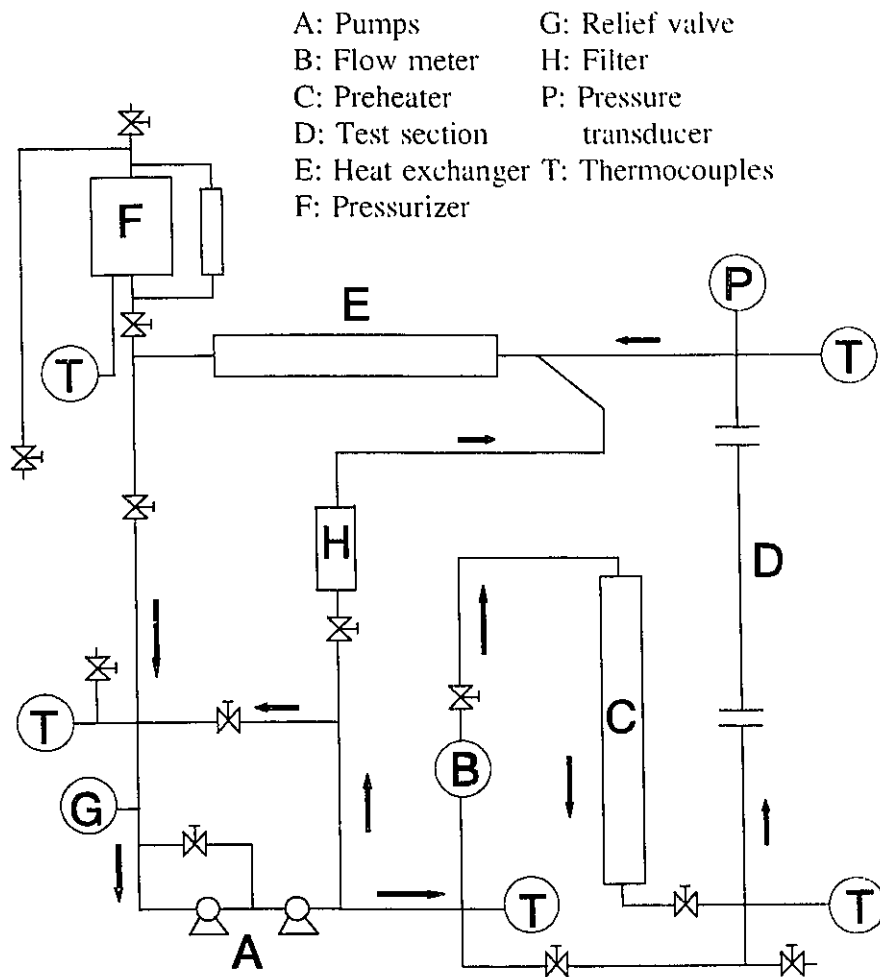 A: Pumps G: Relief valve
B: Flow meter H: Filter
C: Preheater P: Pressure
D: Test section transducer
E: Heat exchanger T: Thermocouples
F: Pressurizer
F
E
P
T
T
H
D
C
T
B
G
T
T
A